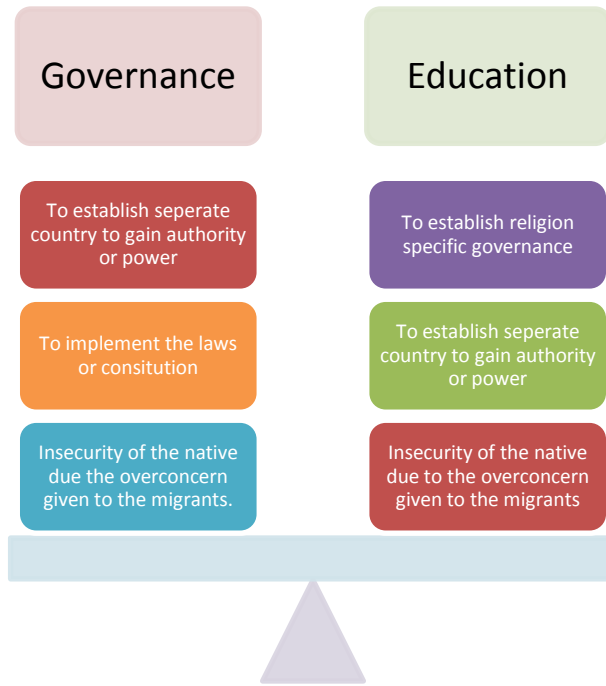 Governance
Education
To establish seperate
country to gain authority
or power
To implement the laws
or consitution
Insecurity of the native
due the overconcern
given to the migrants.
To establish religion
specific governance
To establish seperate
country to gain authority
or power
Insecurity of the native
due to the overconcern
given to the migrants